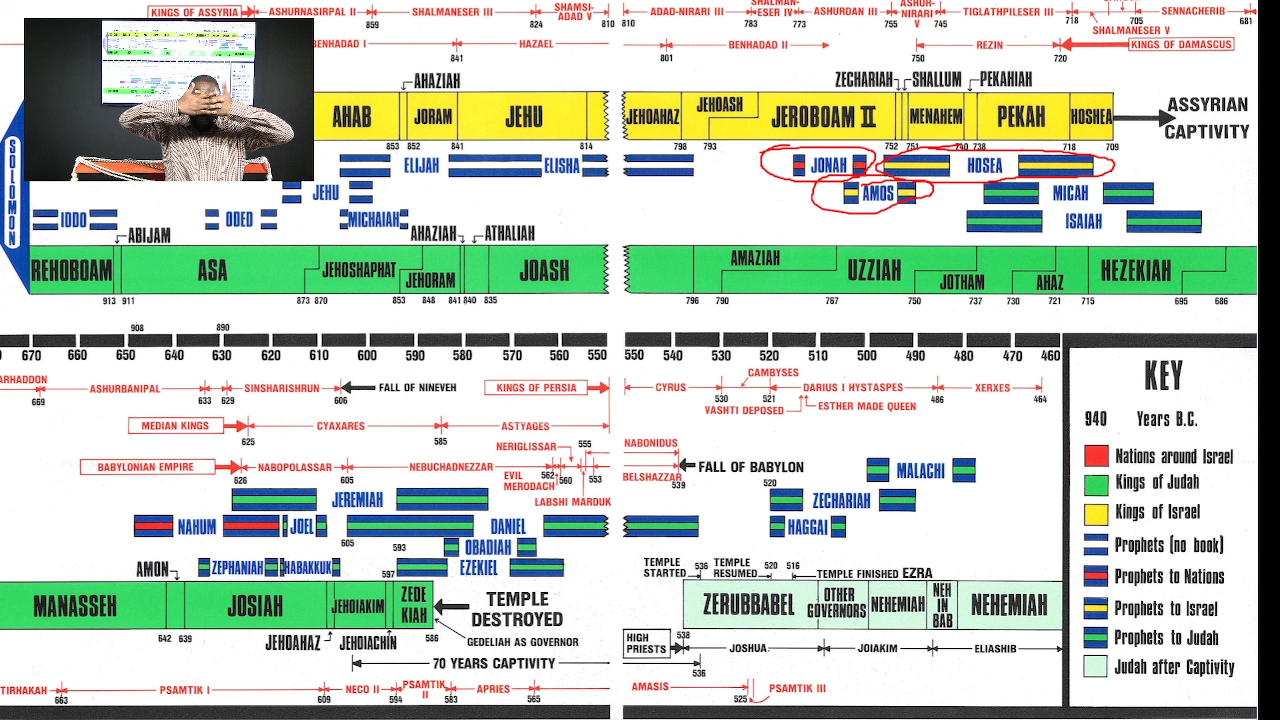 KINGS OF ASSYRIA ASHURNASIRPAL II SHALMANESER III SHAMSI-ADAD V ADAD-NIRARI III SHALMAN-ESER IV ASHURDAN III ASHUR-NIRARI V TIGLATHPILESER III SENNACHERIB
SHALMANESER V
859 824 810 810 783 773 755 745 718 705 681
BENHADAD I HAZAEL BENHADAD II REZIN KINGS OF DAMASCUS
841 801 750 720
AHAZIAH ZECHARIAH SHALLUM PEKAHIAH
AHAB JORAM JEHU JEHOAHAZ JEHOASH JEROBOAM II MENAHEM PEKAH HOSHEA
ASSYRIAN
CAPTIVITY
853 852 841 814 798 793 752 751 740 738 718 709
SOLOMON
ELIJAH ELISHA JONAH HOSEA
JEHU AMOS MICAH
IDDO ODED MICHAIAH ISAIAH
ABIJAM AHAZIAH ATHALIAH
REHOBOAM ASA JEHOSHAPHAT JEHORAM JOASH AMAZIAH UZZIAH JOTHAM AHAZ HEZEKIAH
913 911 873 870 853 848 841 840 835 796 790 767 750 737 730 721 715 695 686
908 890
670 660 650 640 630 620 610 600 590 580 570 560 550 550 540 530 520 510 500 490 480 470 460
ARHADDON ASHURBANIPAL SINSHARISHRUN FALL OF NINEVEH KINGS OF PERSIA CYRUS CAMBYSES DARIUS I HYSTASPES XERXES
669 633 629 606 530 521 486 464
VASHTI DEPOSED ESTHER MADE QUEEN
MEDIAN KINGS CYAXARES ASTYAGES
625 585
NERIGLISSAR 555 NABONIDUS
BABYLONIAN EMPIRE NABOPOLASSAR NEBUCHADNEZZAR FALL OF BABYLON
626 605 EVIL MERODACH 562 560 553 BELSHAZZAR 539
LABSHI MARDUK
JEREMIAH MALACHI
520
ZECHARIAH
NAHUM JOEL DANIEL HAGGAI
605 593
OBADIAH
ZEPHANIAH HABAKKUK EZEKIEL
AMON 597
TEMPLE STARTED 536 TEMPLE RESUMED 520 516 TEMPLE FINISHED EZRA
MANASSEH JOSIAH JEHOIAKIM ZEDEKIAH
TEMPLE
DESTROYED
ZERUBBABEL OTHER GOVERNORS NEHEMIAH NEH IN BAB NEHEMIAH
642 639 JEHOAHAZ JEHOIACHIN 586 GEDELIAH AS GOVERNOR
HIGH PRIESTS 538 JOSHUA JOIAKIM ELIASHIB
70 YEARS CAPTIVITY
536
TIRHAKAH PSAMTIK I NECO II PSAMTIK II APRIES AMASIS PSAMTIK III
663 609 594 583 565 525
KEY
940 Years B.C.
Nations around Israel
Kings of Judah
Kings of Israel
Prophets (no book)
Prophets to Nations
Prophets to Israel
Prophets to Judah
Judah after Captivity